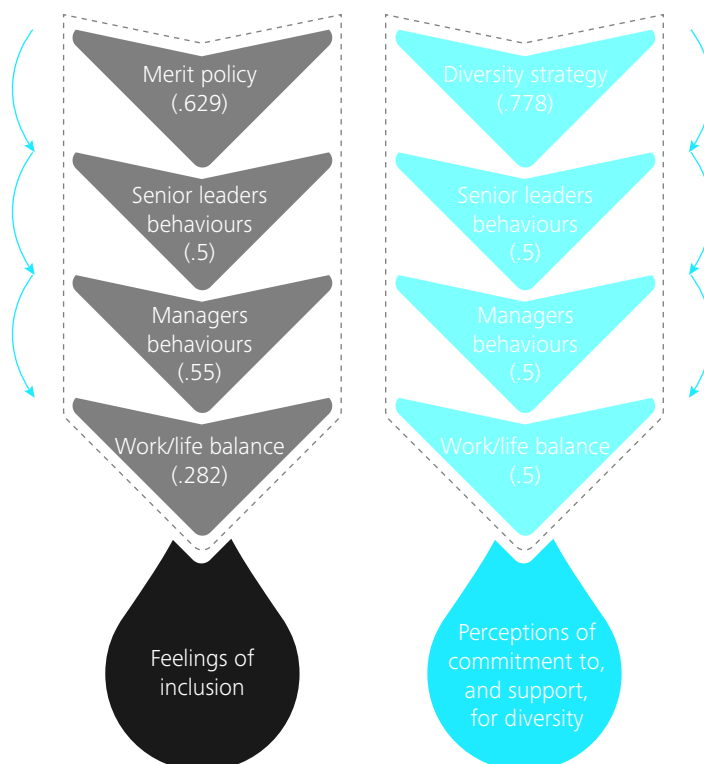 Merit policy
(.629)
Senior leaders
behaviours
(.5)
Managers
behaviours
(.55)
Work/life balance
(.282)
Feelings of
inclusion
Diversity strategy
(.778)
Senior leaders
behaviours
(.5)
Managers
behaviours
(.5)
Work/life balance
(.5)
Perceptions of
commitment to,
and support,
for diversity